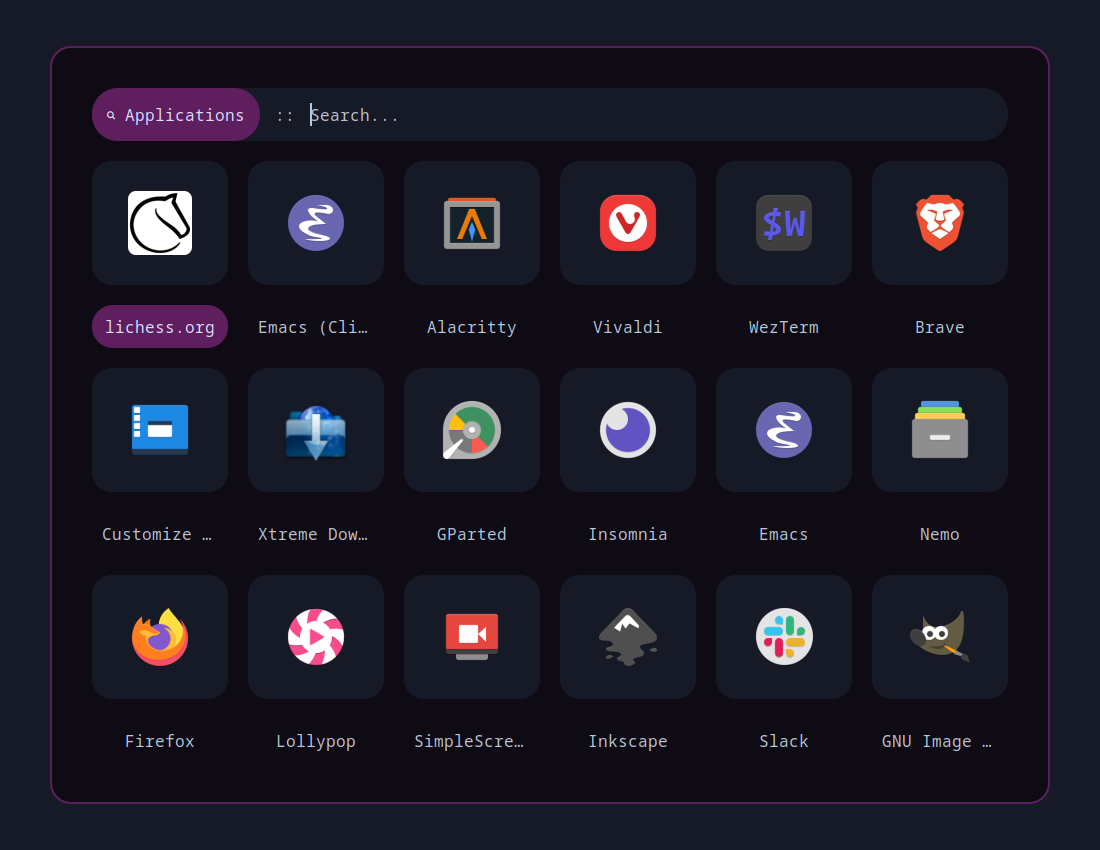 Applications :: Search...
$W
lichess.org Emacs (Cli… Alacritty Vivaldi WezTerm Brave
Customize … Xtreme Dow… GParted Insomnia Emacs Nemo
Firefox Lollypop SimpleScre… Inkscape Slack GNU Image …